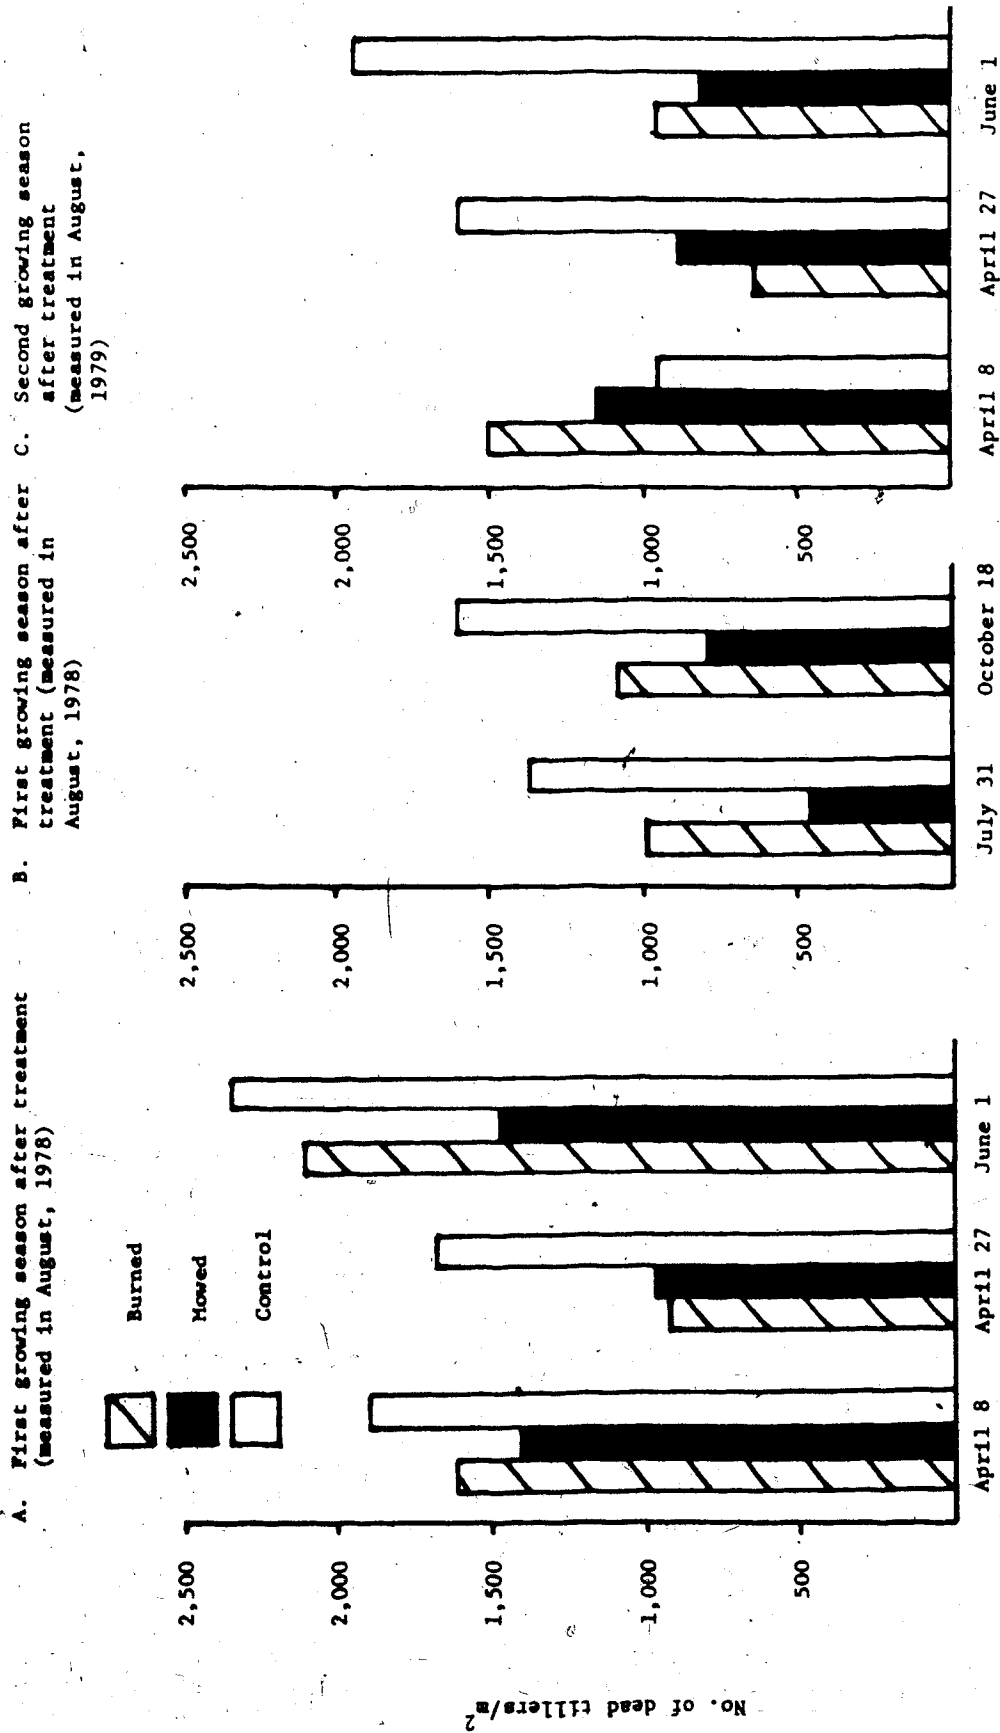 A. First growing season after treatment
(measured in August, 1978)
B. First growing season after
treatment (measured in
August, 1978)
C. Second growing season
after treatment
(measured in August,
1979)
Burned
Mowed
Control
No. of dead tillers/m²
2,500
2,000
1,500
1,000
500
April 8
April 27
June 1
2,500
2,000
1,500
1,000
500
July 31
October 18
2,500
2,000
1,500
1,000
500
April 8
April 27
June 1